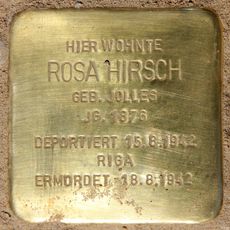 HIER WOHNTE
ROSA HIRSCH
GEB. JOLLES
JG. 1876
DEPORTIERT 15.8.1942
RIGA
ERMORDET 18.8.1942